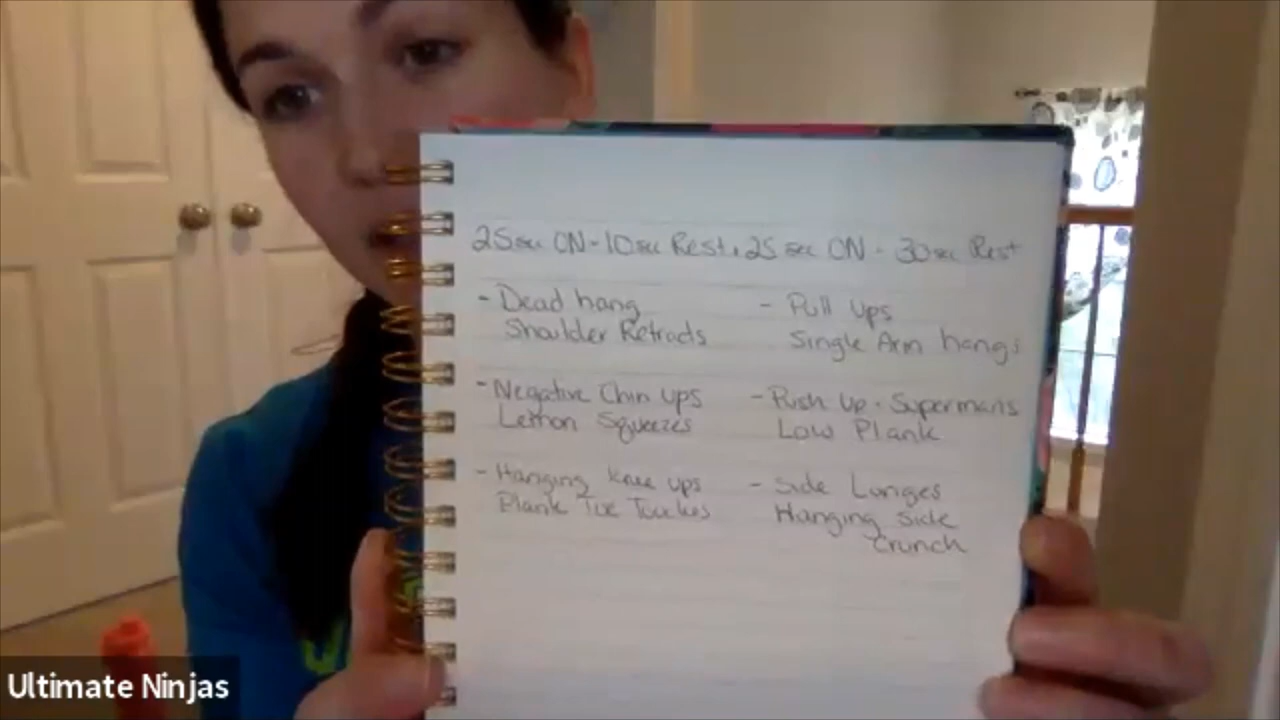 25sec ON - 10sec Rest. 25 sec ON - 30sec Rest
- Dead hang
Shoulder Retracts
- Negative Chin ups
Lemon Squeezes
- Hanging knee ups
Plank Toe Touches
- Pull Ups
Single Arm hangs
- Push Up - Supermans
Low Plank
- Side Lunges
Hanging Side
Crunch
Ultimate Ninjas